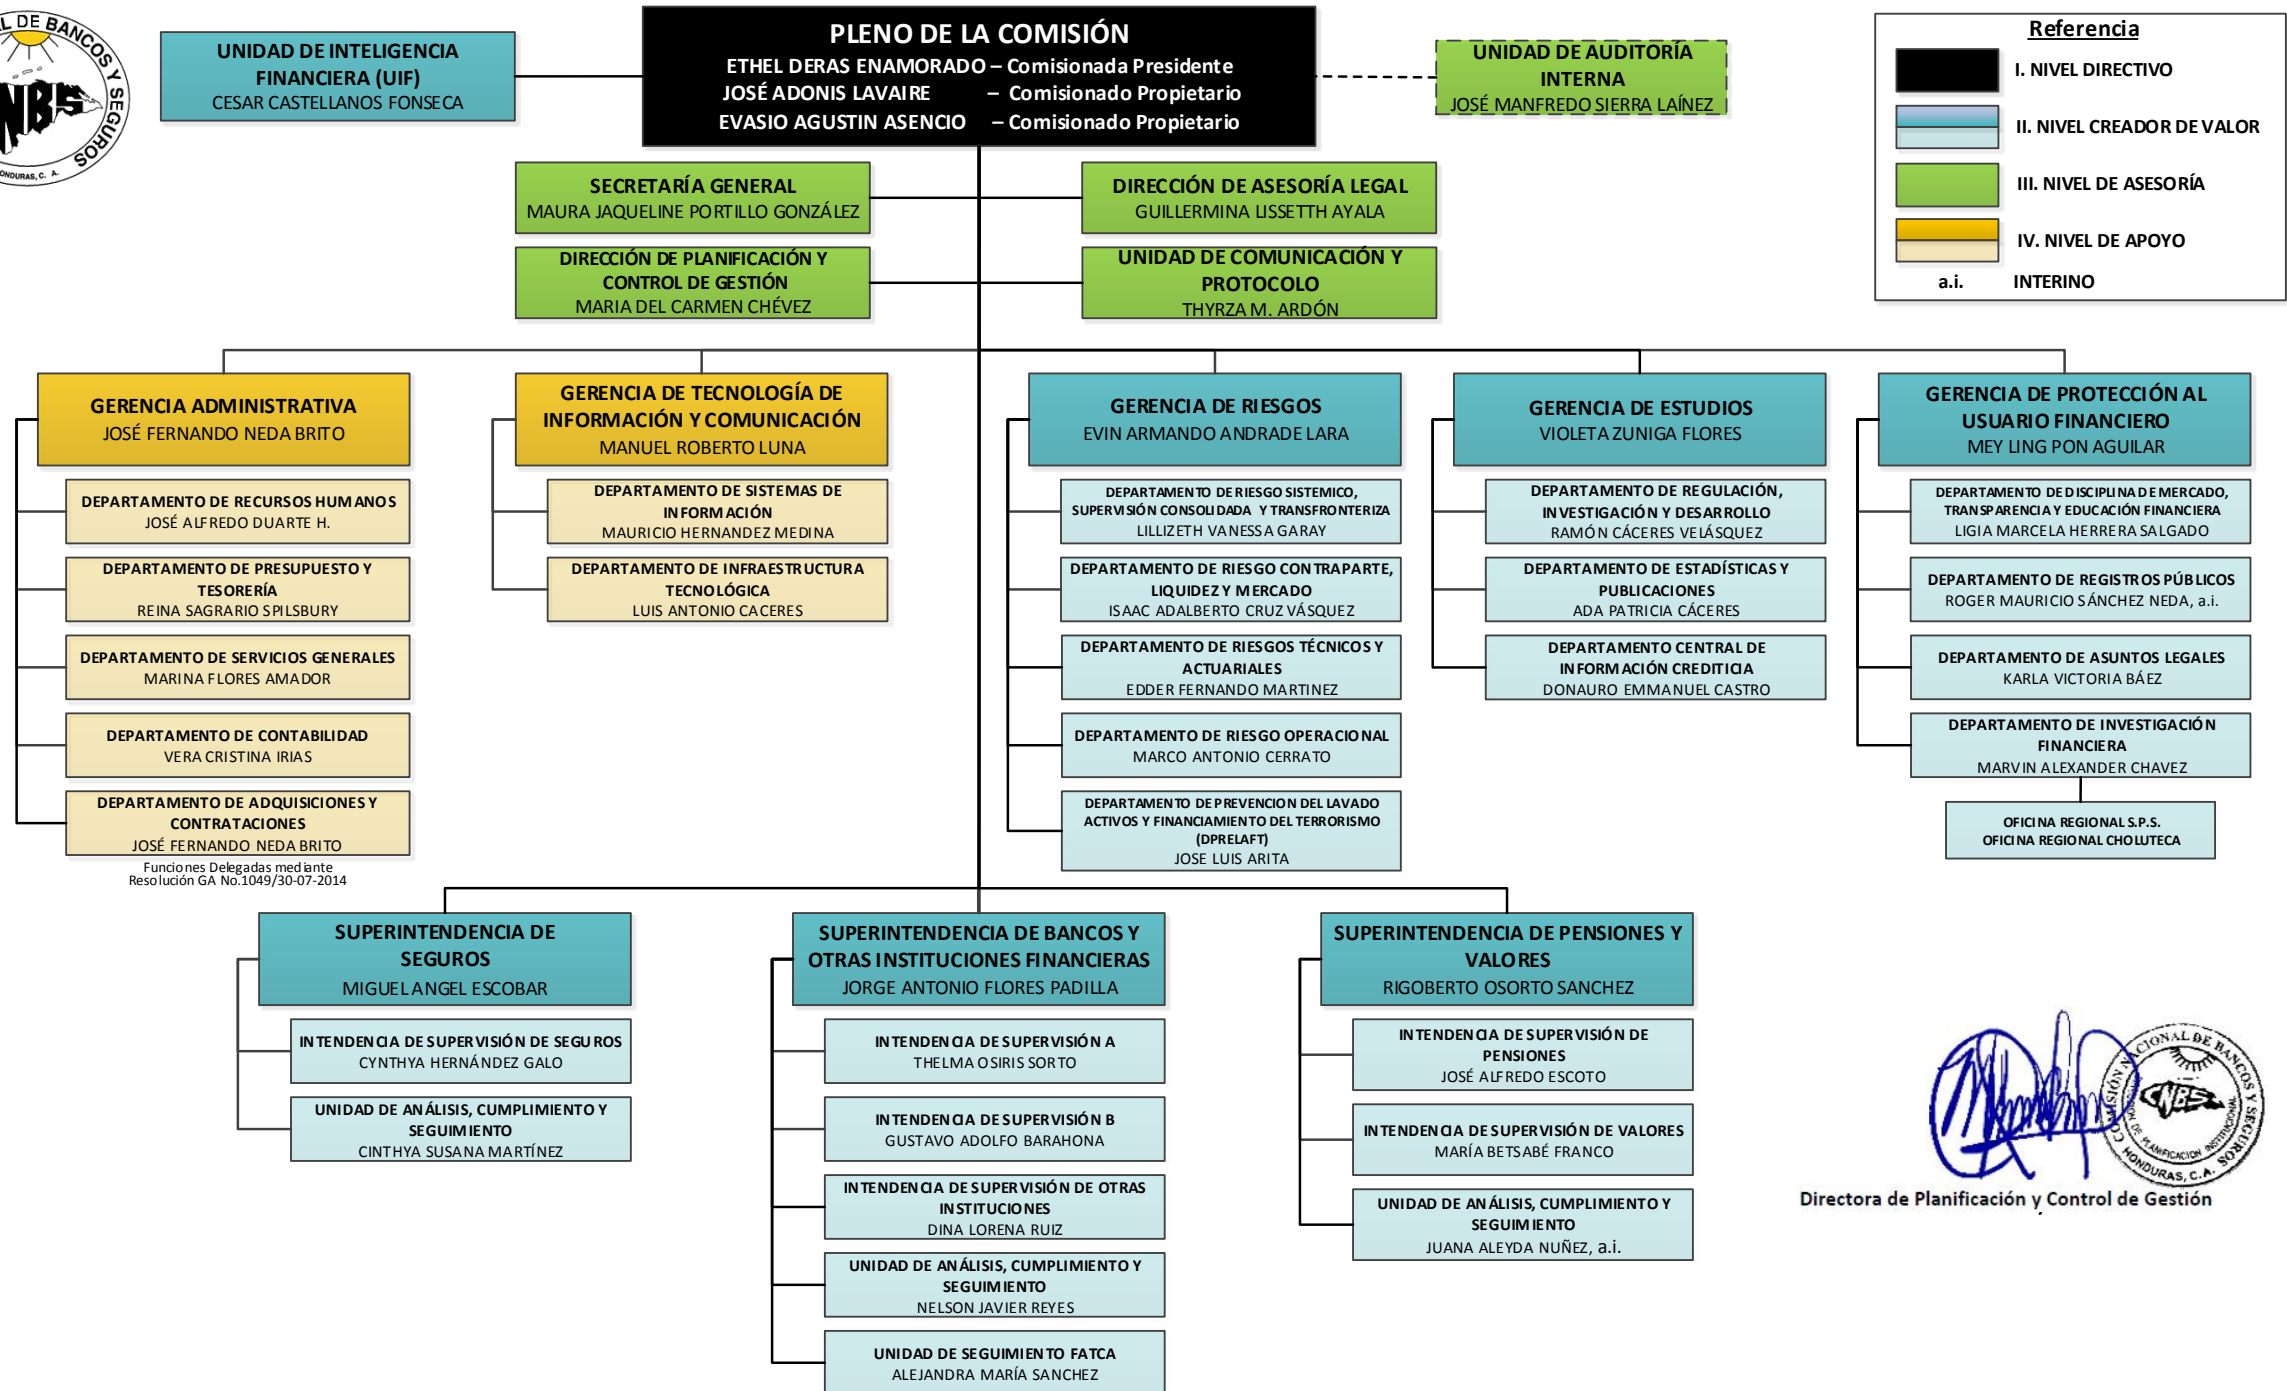 L DE BANCOS Y SEGUROS
CNBS
HONDURAS, C. A.
UNIDAD DE INTELIGENCIA
FINANCIERA (UIF)
CESAR CASTELLANOS FONSECA
PLENO DE LA COMISIÓN
ETHEL DERAS ENAMORADO – Comisionada Presidente
JOSÉ ADONIS LAVAIRE – Comisionado Propietario
EVASIO AGUSTIN ASENCIO – Comisionado Propietario
UNIDAD DE AUDITORÍA
INTERNA
JOSÉ MANFREDO SIERRA LAÍNEZ
Referencia
I. NIVEL DIRECTIVO
II. NIVEL CREADOR DE VALOR
III. NIVEL DE ASESORÍA
IV. NIVEL DE APOYO
a.i. INTERINO
SECRETARÍA GENERAL
MAURA JAQUELINE PORTILLO GONZÁLEZ
DIRECCIÓN DE ASESORÍA LEGAL
GUILLERMINA LISSETTH AYALA
DIRECCIÓN DE PLANIFICACIÓN Y
CONTROL DE GESTIÓN
MARIA DEL CARMEN CHÉVEZ
UNIDAD DE COMUNICACIÓN Y
PROTOCOLO
THYRZA M. ARDÓN
GERENCIA ADMINISTRATIVA
JOSÉ FERNANDO NEDA BRITO
DEPARTAMENTO DE RECURSOS HUMANOS
JOSÉ ALFREDO DUARTE H.
DEPARTAMENTO DE PRESUPUESTO Y
TESORERÍA
REINA SAGRARIO SPILSBURY
DEPARTAMENTO DE SERVICIOS GENERALES
MARINA FLORES AMADOR
DEPARTAMENTO DE CONTABILIDAD
VERA CRISTINA IRIAS
DEPARTAMENTO DE ADQUISICIONES Y
CONTRATACIONES
JOSÉ FERNANDO NEDA BRITO
Funciones Delegadas mediante
Resolución GA No.1049/30-07-2014
GERENCIA DE TECNOLOGÍA DE
INFORMACIÓN Y COMUNICACIÓN
MANUEL ROBERTO LUNA
DEPARTAMENTO DE SISTEMAS DE
INFORMACIÓN
MAURICIO HERNANDEZ MEDINA
DEPARTAMENTO DE INFRAESTRUCTURA
TECNOLÓGICA
LUIS ANTONIO CACERES
GERENCIA DE RIESGOS
EVIN ARMANDO ANDRADE LARA
DEPARTAMENTO DE RIESGO SISTEMICO,
SUPERVISIÓN CONSOLIDADA Y TRANSFRONTERIZA
LILLIZETH VANESSA GARAY
DEPARTAMENTO DE RIESGO CONTRAPARTE,
LIQUIDEZ Y MERCADO
ISAAC ADALBERTO CRUZ VÁSQUEZ
DEPARTAMENTO DE RIESGOS TÉCNICOS Y
ACTUARIALES
EDDER FERNANDO MARTINEZ
DEPARTAMENTO DE RIESGO OPERACIONAL
MARCO ANTONIO CERRATO
DEPARTAMENTO DE PREVENCION DEL LAVADO
ACTIVOS Y FINANCIAMIENTO DEL TERRORISMO
(DPRELAFT)
JOSE LUIS ARITA
GERENCIA DE ESTUDIOS
VIOLETA ZUNIGA FLORES
DEPARTAMENTO DE REGULACIÓN,
INVESTIGACIÓN Y DESARROLLO
RAMÓN CÁCERES VELÁSQUEZ
DEPARTAMENTO DE ESTADÍSTICAS Y
PUBLICACIONES
ADA PATRICIA CÁCERES
DEPARTAMENTO CENTRAL DE
INFORMACIÓN CREDITICIA
DONAURO EMMANUEL CASTRO
GERENCIA DE PROTECCIÓN AL
USUARIO FINANCIERO
MEY LING PON AGUILAR
DEPARTAMENTO DE DISCIPLINA DE MERCADO,
TRANSPARENCIA Y EDUCACIÓN FINANCIERA
LIGIA MARCELA HERRERA SALGADO
DEPARTAMENTO DE REGISTROS PÚBLICOS
ROGER MAURICIO SÁNCHEZ NEDA, a.i.
DEPARTAMENTO DE ASUNTOS LEGALES
KARLA VICTORIA BÁEZ
DEPARTAMENTO DE INVESTIGACIÓN
FINANCIERA
MARVIN ALEXANDER CHAVEZ
OFICINA REGIONAL S.P.S.
OFICINA REGIONAL CHOLUTECA
SUPERINTENDENCIA DE
SEGUROS
MIGUEL ANGEL ESCOBAR
INTENDENCIA DE SUPERVISIÓN DE SEGUROS
CYNTHYA HERNÁNDEZ GALO
UNIDAD DE ANÁLISIS, CUMPLIMIENTO Y
SEGUIMIENTO
CINTHYA SUSANA MARTÍNEZ
SUPERINTENDENCIA DE BANCOS Y
OTRAS INSTITUCIONES FINANCIERAS
JORGE ANTONIO FLORES PADILLA
INTENDENCIA DE SUPERVISIÓN A
THELMA OSIRIS SORTO
INTENDENCIA DE SUPERVISIÓN B
GUSTAVO ADOLFO BARAHONA
INTENDENCIA DE SUPERVISIÓN DE OTRAS
INSTITUCIONES
DINA LORENA RUIZ
UNIDAD DE ANÁLISIS, CUMPLIMIENTO Y
SEGUIMIENTO
NELSON JAVIER REYES
UNIDAD DE SEGUIMIENTO FATCA
ALEJANDRA MARÍA SANCHEZ
SUPERINTENDENCIA DE PENSIONES Y
VALORES
RIGOBERTO OSORTO SANCHEZ
INTENDENCIA DE SUPERVISIÓN DE
PENSIONES
JOSÉ ALFREDO ESCOTO
INTENDENCIA DE SUPERVISIÓN DE VALORES
MARÍA BETSABÉ FRANCO
UNIDAD DE ANÁLISIS, CUMPLIMIENTO Y
SEGUIMIENTO
JUANA ALEYDA NUÑEZ, a.i.
COMISIÓN NACIONAL DE BANCOS Y SEGUROS
CNBS
DE PLANIFICACION INSTITUCIONAL
HONDURAS, C.A.
Directora de Planificación y Control de Gestión